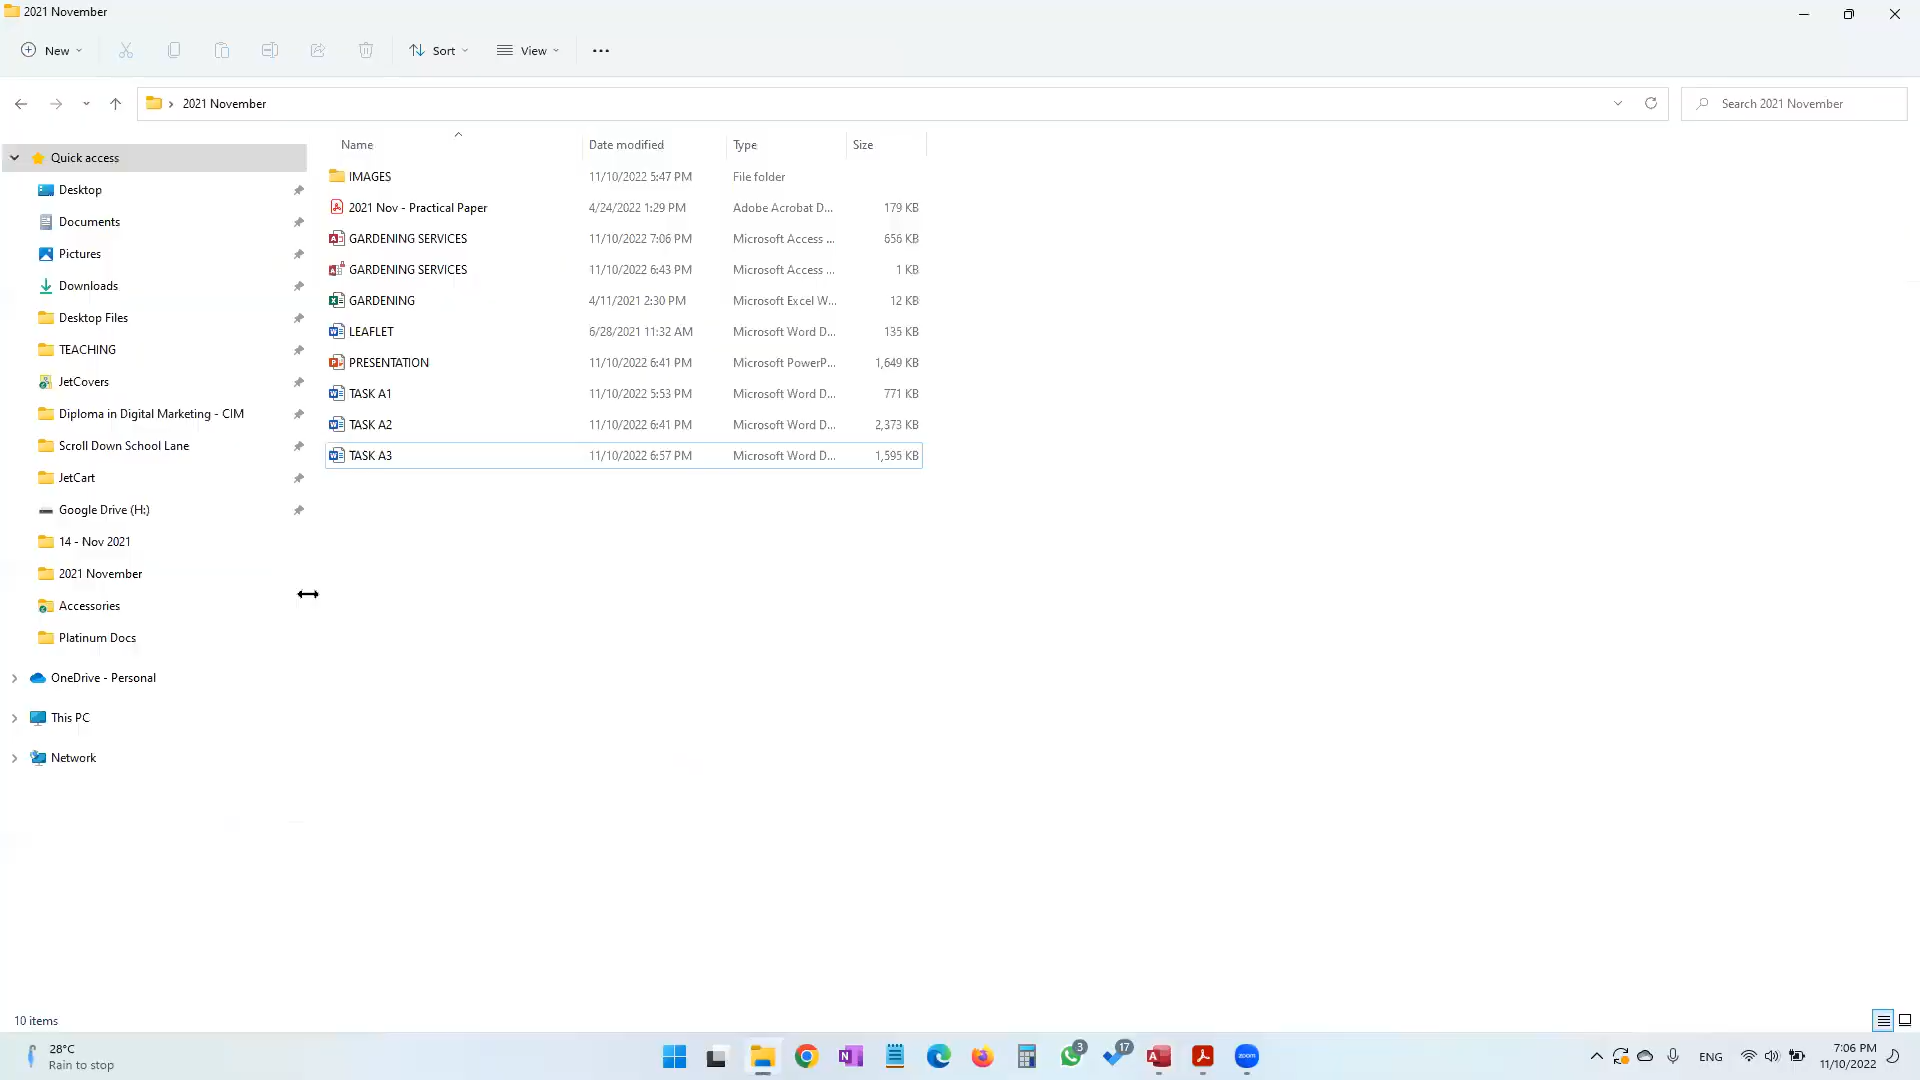 2021 November
New
Sort
View
2021 November
Search 2021 November
Name Date modified Type Size
Quick access
Desktop
Documents
Pictures
Downloads
Desktop Files
TEACHING
JetCovers
Diploma in Digital Marketing - CIM
Scroll Down School Lane
JetCart
Google Drive (H:)
14 - Nov 2021
2021 November
Accessories
Platinum Docs
OneDrive - Personal
This PC
Network
IMAGES 11/10/2022 5:47 PM File folder
2021 Nov - Practical Paper 4/24/2022 1:29 PM Adobe Acrobat D... 179 KB
GARDENING SERVICES 11/10/2022 7:06 PM Microsoft Access ... 656 KB
GARDENING SERVICES 11/10/2022 6:43 PM Microsoft Access ... 1 KB
GARDENING 4/11/2021 2:30 PM Microsoft Excel W... 12 KB
LEAFLET 6/28/2021 11:32 AM Microsoft Word D... 135 KB
PRESENTATION 11/10/2022 6:41 PM Microsoft PowerP... 1,649 KB
TASK A1 11/10/2022 5:53 PM Microsoft Word D... 771 KB
TASK A2 11/10/2022 6:41 PM Microsoft Word D... 2,373 KB
TASK A3 11/10/2022 6:57 PM Microsoft Word D... 1,595 KB
10 items
28°C
Rain to stop
3
17
zoom
ENG
7:06 PM
11/10/2022